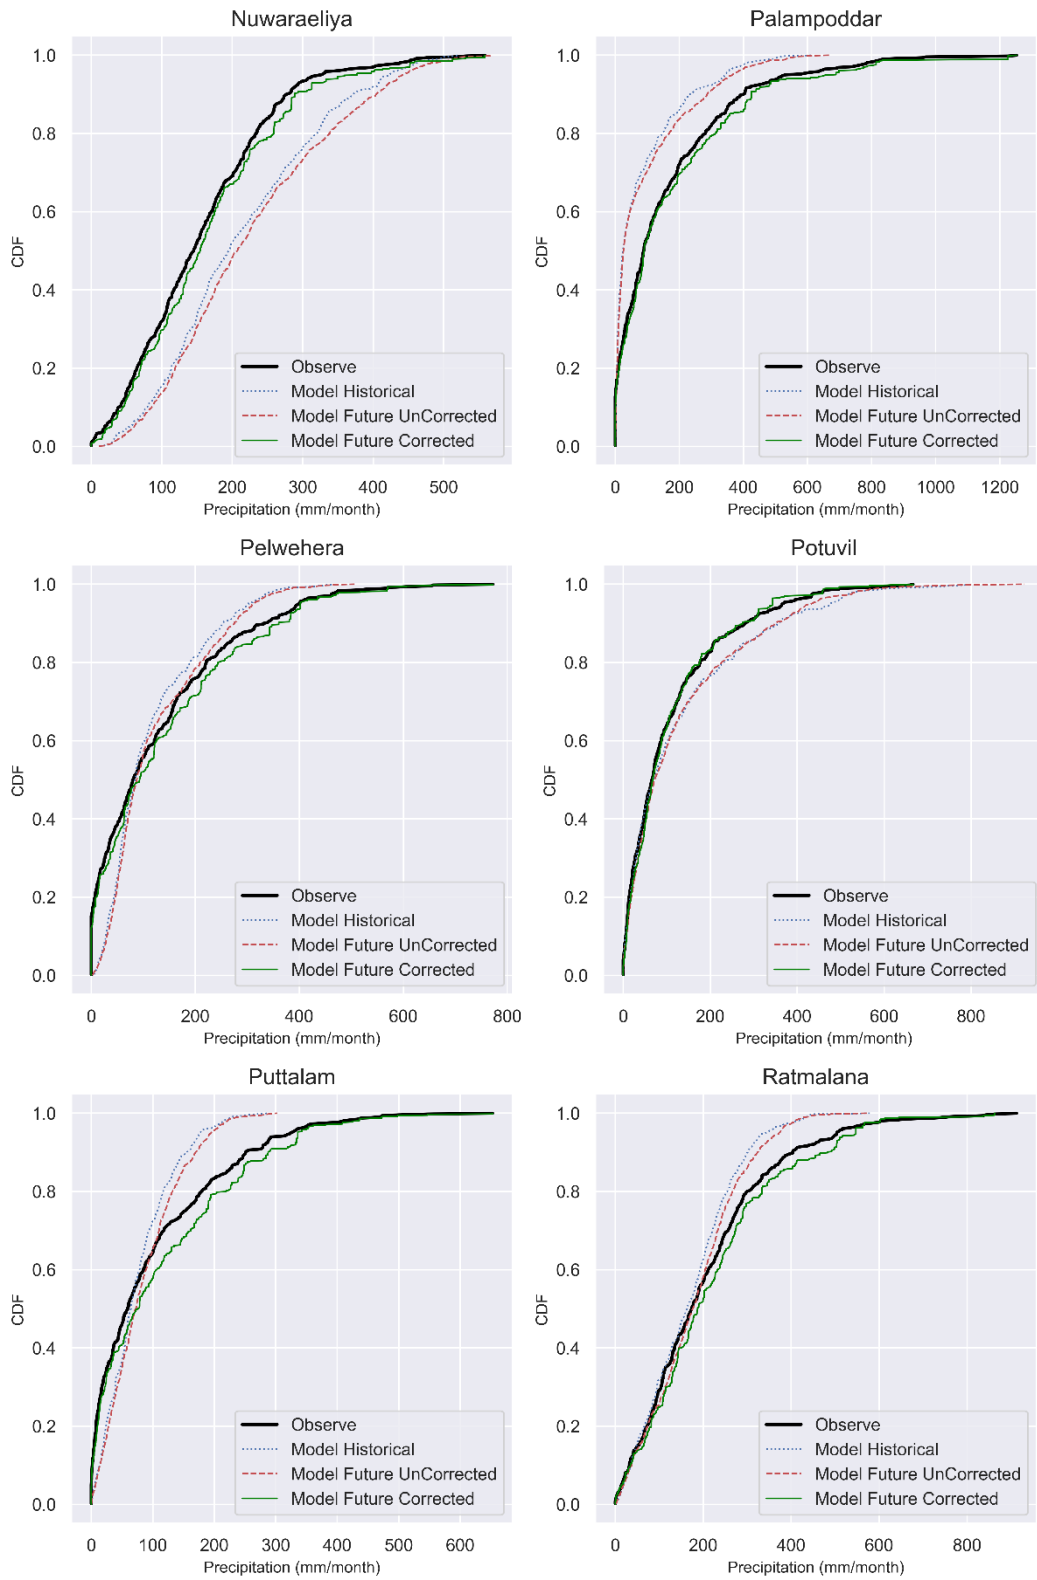 Nuwaraeliya
1.0
0.8
0.6
0.4
0.2
0.0
CDF
Observe
Model Historical
Model Future UnCorrected
Model Future Corrected
0 100 200 300 400 500
Precipitation (mm/month)
Palampoddar
1.0
0.8
0.6
0.4
0.2
0.0
CDF
Observe
Model Historical
Model Future UnCorrected
Model Future Corrected
0 200 400 600 800 1000 1200
Precipitation (mm/month)
Pelwehera
1.0
0.8
0.6
0.4
0.2
0.0
CDF
Observe
Model Historical
Model Future UnCorrected
Model Future Corrected
0 200 400 600 800
Precipitation (mm/month)
Potuvil
1.0
0.8
0.6
0.4
0.2
0.0
CDF
Observe
Model Historical
Model Future UnCorrected
Model Future Corrected
0 200 400 600 800
Precipitation (mm/month)
Puttalam
1.0
0.8
0.6
0.4
0.2
0.0
CDF
Observe
Model Historical
Model Future UnCorrected
Model Future Corrected
0 100 200 300 400 500 600
Precipitation (mm/month)
Ratmalana
1.0
0.8
0.6
0.4
0.2
0.0
CDF
Observe
Model Historical
Model Future UnCorrected
Model Future Corrected
0 200 400 600 800
Precipitation (mm/month)